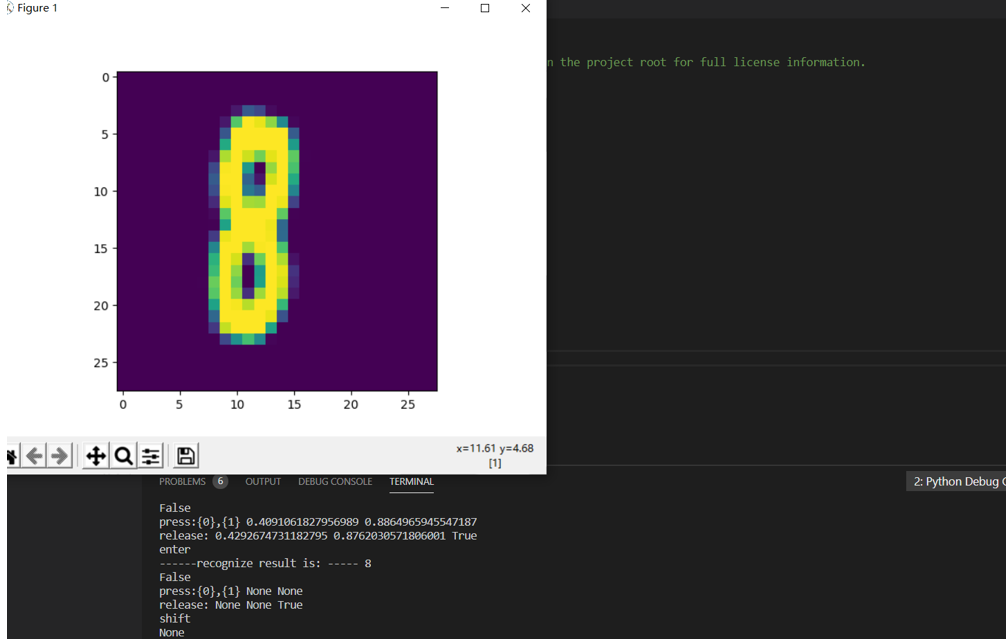 Figure 1
n the project root for full license information.
0
5
10
15
20
25
0 5 10 15 20 25
x=11.61 y=4.68
[1]
PROBLEMS 6 OUTPUT DEBUG CONSOLE TERMINAL
2: Python Debug C
False
press:{0},{1} 0.4091061827956989 0.8864965945547187
release: 0.4292674731182795 0.8762030571806001 True
enter
------recognize result is: ----- 8
False
press:{0},{1} None None
release: None None True
shift
None